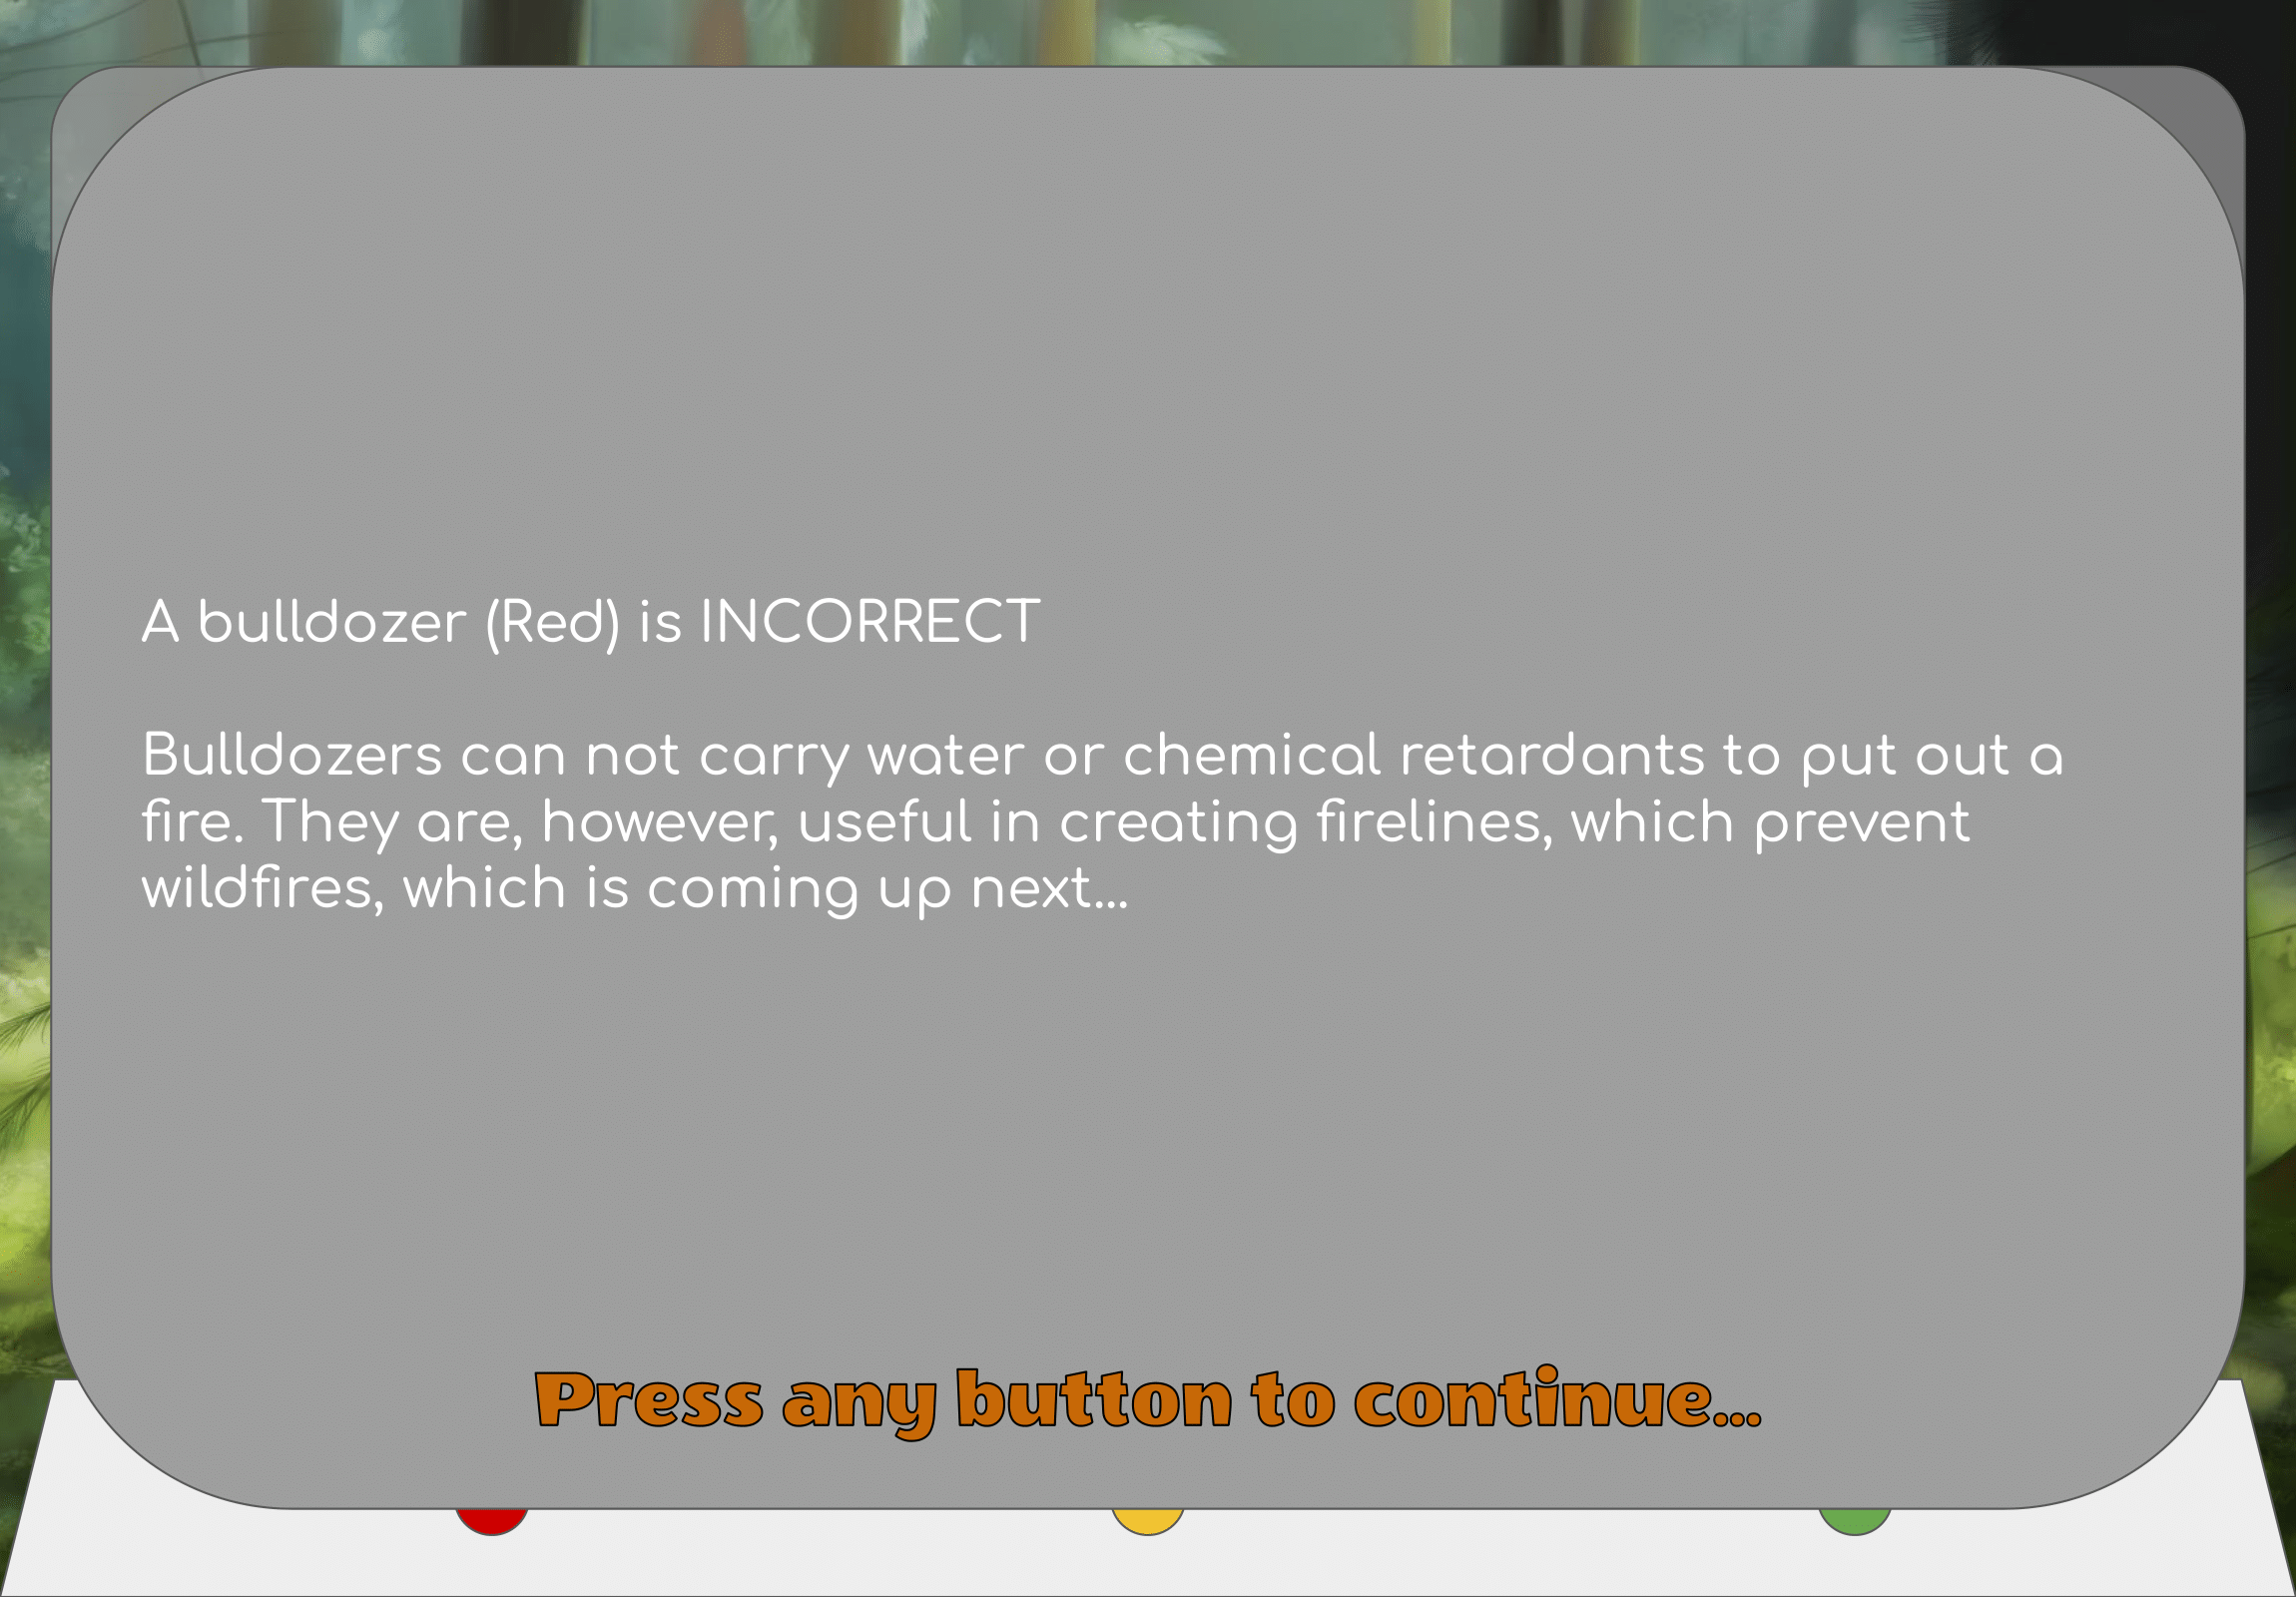 A bulldozer (Red) is INCORRECT
Bulldozers can not carry water or chemical retardants to put out a
fire. They are, however, useful in creating firelines, which prevent
wildfires, which is coming up next...
Press any button to continue...